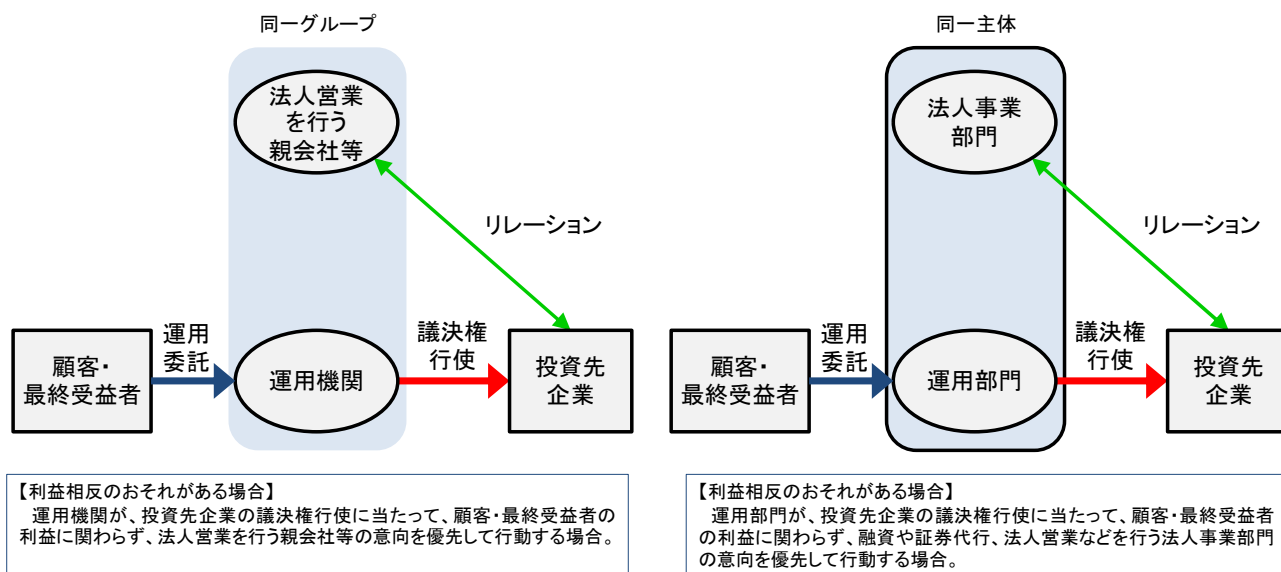 同一グループ
法人営業
を行う
親会社等
リレーション
顧客・
最終受益者
運用
委託
運用機関
議決権
行使
投資先
企業
【利益相反のおそれがある場合】
運用機関が、投資先企業の議決権行使に当たって、顧客・最終受益者の
利益に関わらず、法人営業を行う親会社等の意向を優先して行動する場合。
同一主体
法人事業
部門
リレーション
顧客・
最終受益者
運用
委託
運用部門
議決権
行使
投資先
企業
【利益相反のおそれがある場合】
運用部門が、投資先企業の議決権行使に当たって、顧客・最終受益者
の利益に関わらず、融資や証券代行、法人営業などを行う法人事業部門
の意向を優先して行動する場合。